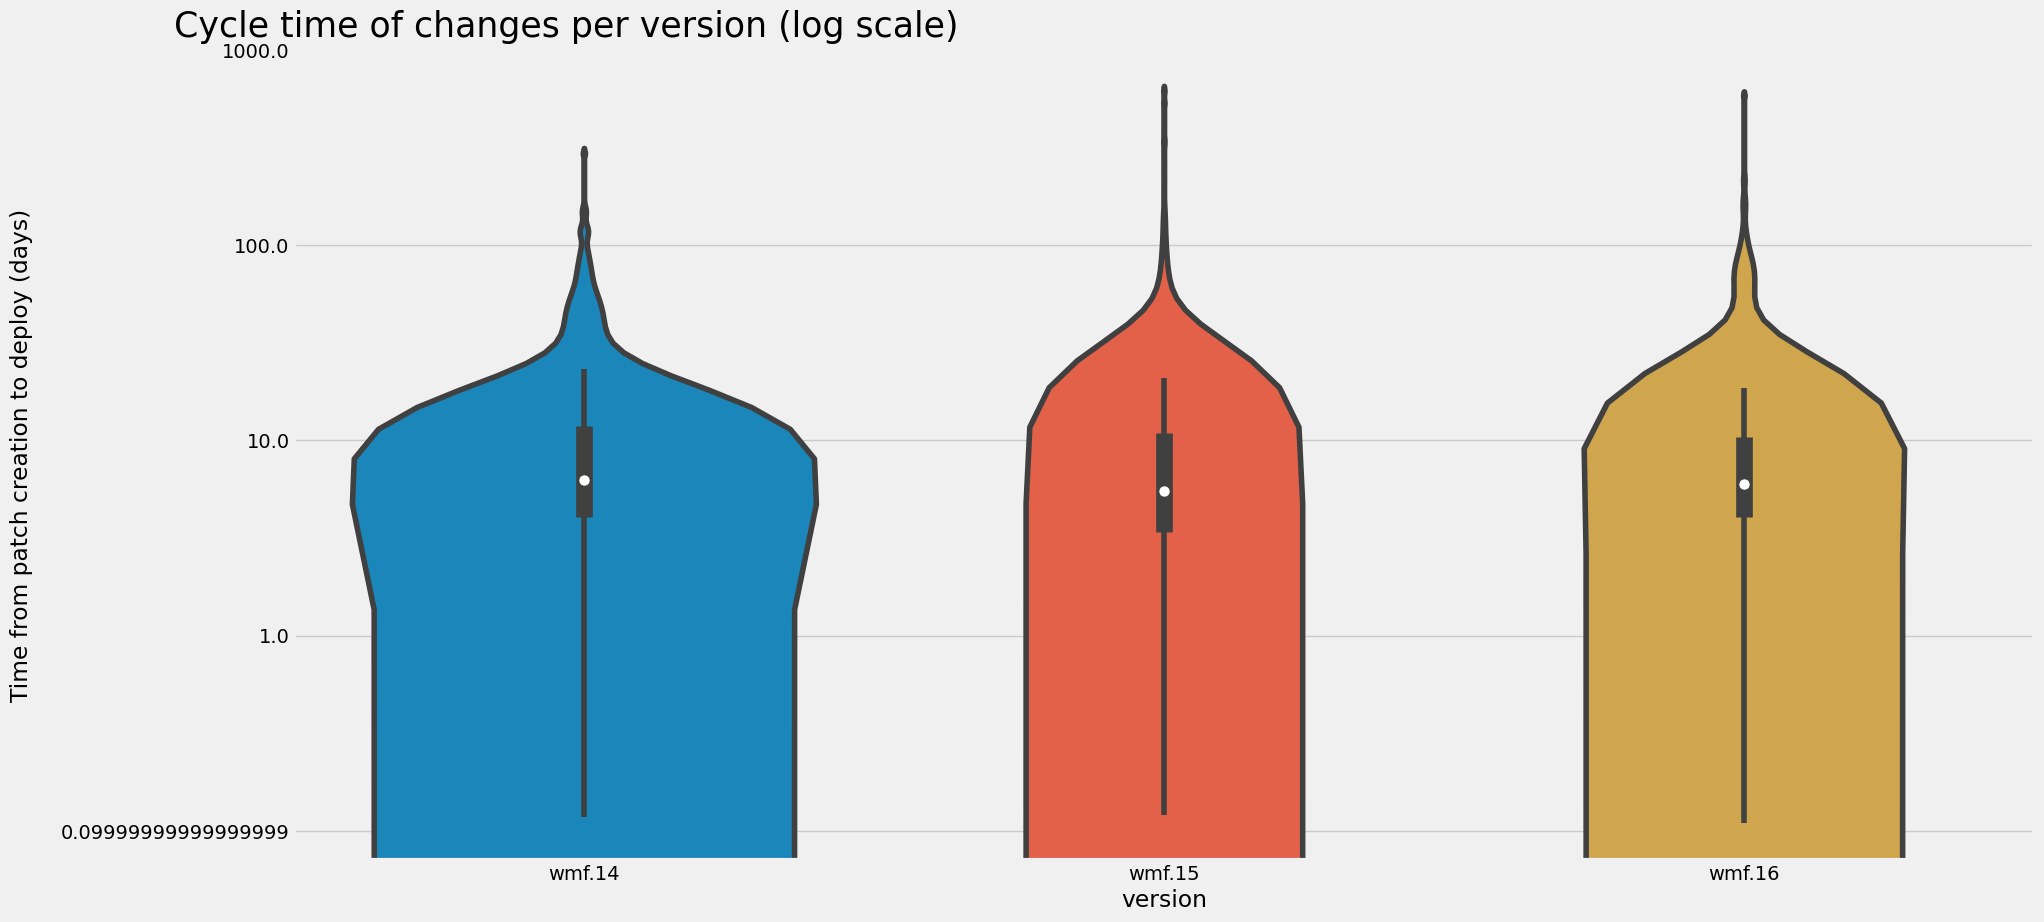 Cycle time of changes per version (log scale)
1000.0
100.0
10.0
1.0
0.09999999999999999
Time from patch creation to deploy (days)
wmf.14
wmf.15
wmf.16
version